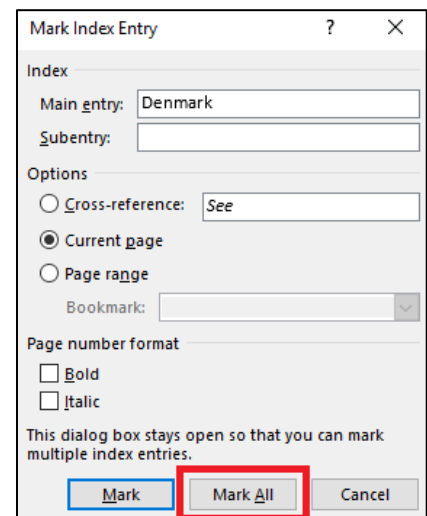 Mark Index Entry ? ×
Index
Main entry: Denmark
Subentry:
Options
Cross-reference: See
Current page
Page range
Bookmark:
Page number format
Bold
Italic
This dialog box stays open so that you can mark
multiple index entries.
Mark Mark All Cancel